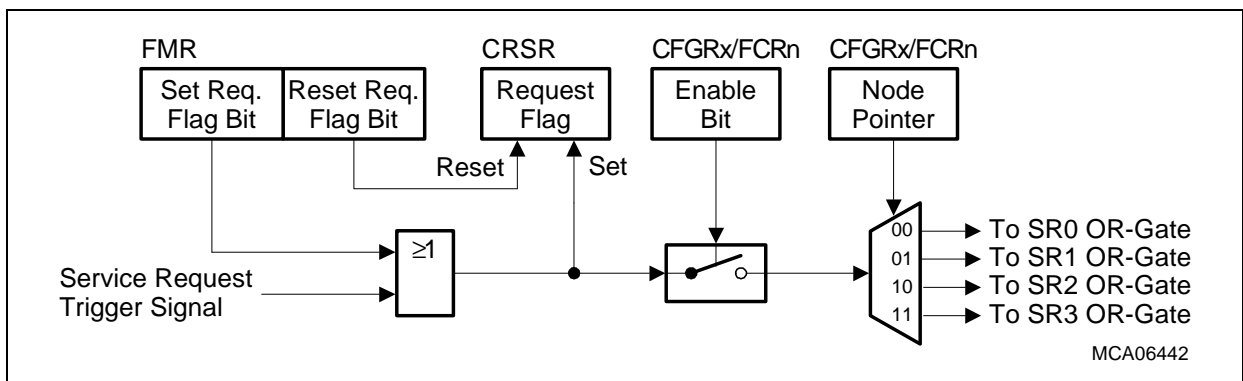 FMR
CRSR
CFGRx/FCRn
CFGRx/FCRn
Set Req.
Flag Bit
Reset Req.
Flag Bit
Request
Flag
Enable
Bit
Node
Pointer
Reset
Set
≥1
Service Request
Trigger Signal
00
01
10
11
To SR0 OR-Gate
To SR1 OR-Gate
To SR2 OR-Gate
To SR3 OR-Gate
MCA06442